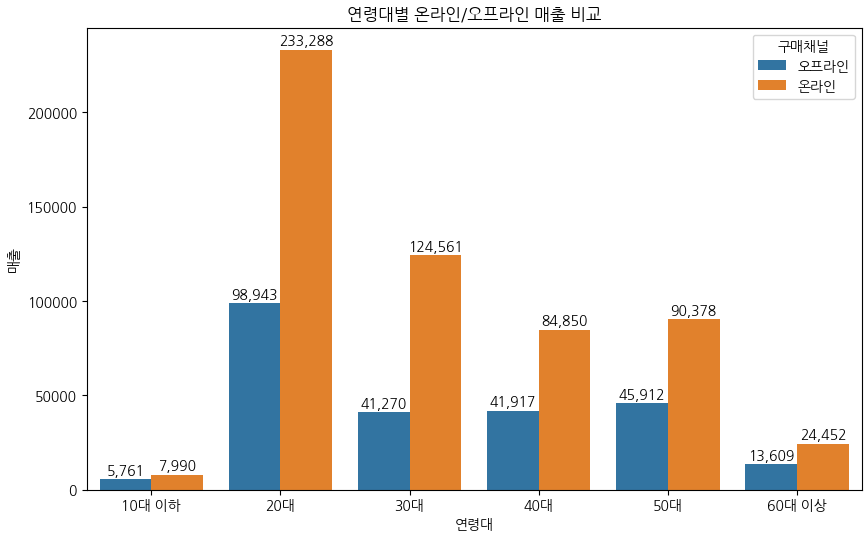 연령대별 온라인/오프라인 매출 비교
구매채널
오프라인
온라인
매출
200000
150000
100000
50000
0
5,761
7,990
98,943
233,288
41,270
124,561
41,917
84,850
45,912
90,378
13,609
24,452
10대 이하
20대
30대
40대
50대
60대 이상
연령대